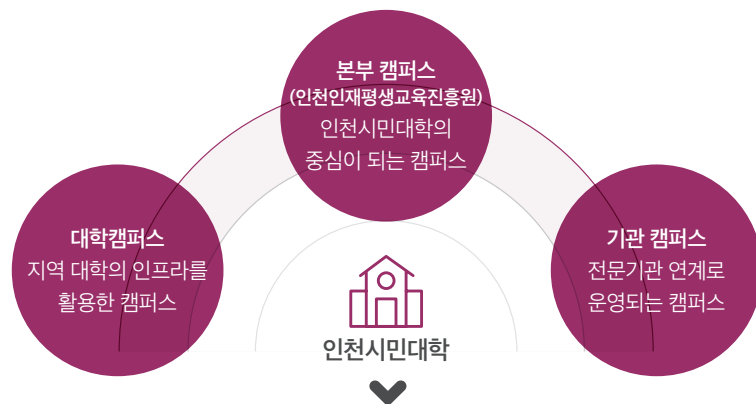 본부 캠퍼스
(인천인재평생교육진흥원)
인천시민대학의
중심이 되는 캠퍼스
대학캠퍼스
지역 대학의 인프라를
활용한 캠퍼스
기관 캠퍼스
전문기관 연계로
운영되는 캠퍼스
인천시민대학